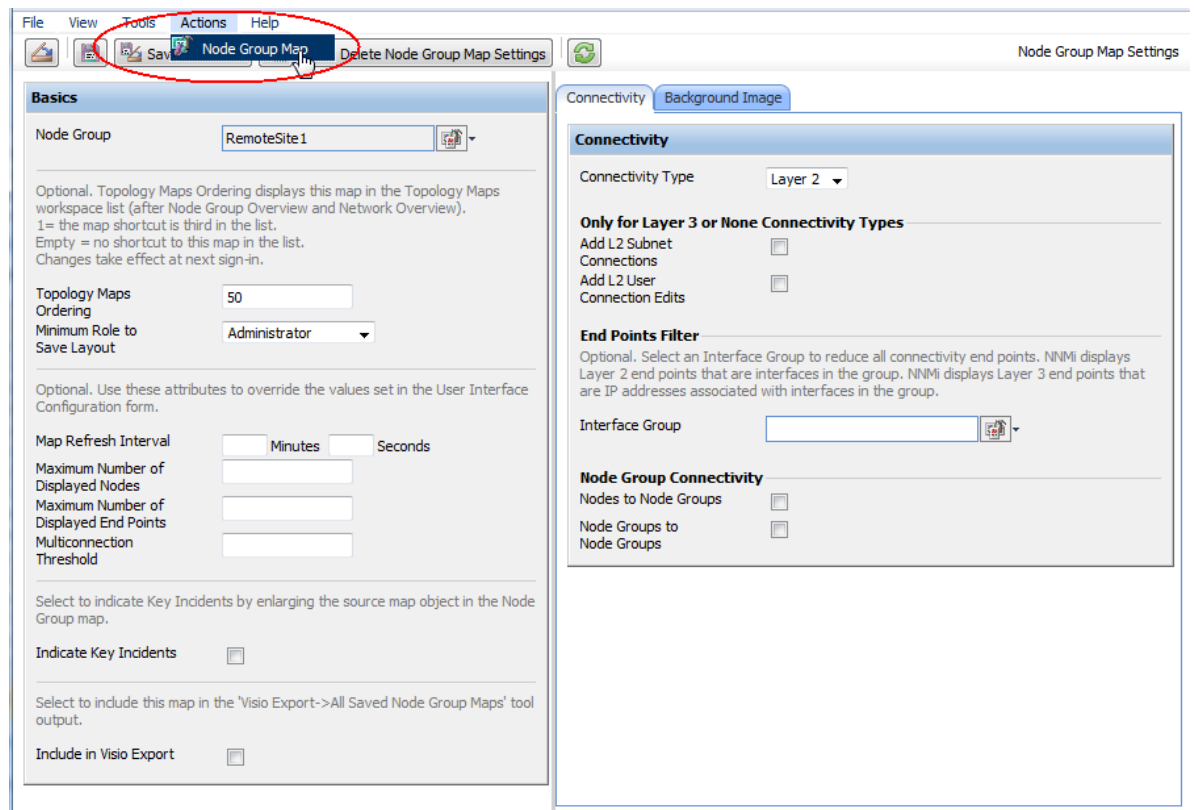 File View Tools Actions Help
Sav Node Group Map Delete Node Group Map Settings
Node Group Map Settings
Basics
Node Group RemoteSite1
Optional. Topology Maps Ordering displays this map in the Topology Maps
workspace list (after Node Group Overview and Network Overview).
1= the map shortcut is third in the list.
Empty = no shortcut to this map in the list.
Changes take effect at next sign-in.
Topology Maps
Ordering
50
Minimum Role to
Save Layout
Administrator
Optional. Use these attributes to override the values set in the User Interface
Configuration form.
Map Refresh Interval Minutes Seconds
Maximum Number of
Displayed Nodes
Maximum Number of
Displayed End Points
Multiconnection
Threshold
Select to indicate Key Incidents by enlarging the source map object in the Node
Group map.
Indicate Key Incidents
Select to include this map in the 'Visio Export->All Saved Node Group Maps' tool
output.
Include in Visio Export
Connectivity Background Image
Connectivity
Connectivity Type Layer 2
Only for Layer 3 or None Connectivity Types
Add L2 Subnet
Connections
Add L2 User
Connection Edits
End Points Filter
Optional. Select an Interface Group to reduce all connectivity end points. NNMi displays
Layer 2 end points that are interfaces in the group. NNMi displays Layer 3 end points that
are IP addresses associated with interfaces in the group.
Interface Group
Node Group Connectivity
Nodes to Node Groups
Node Groups to
Node Groups